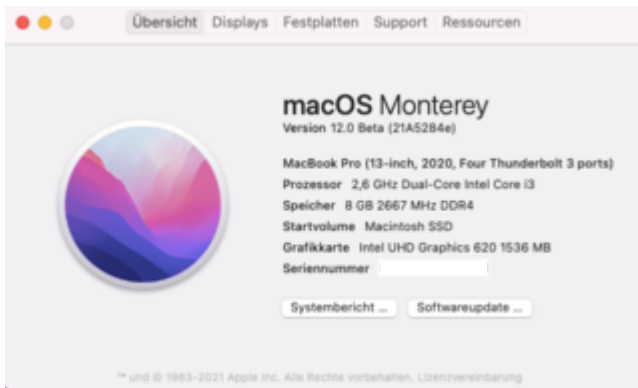 Übersicht Displays Festplatten Support Ressourcen
macOS Monterey
Version 12.0 Beta (21A5284e)
MacBook Pro (13-inch, 2020, Four Thunderbolt 3 ports)
Prozessor 2,6 GHz Dual-Core Intel Core i3
Speicher 8 GB 2667 MHz DDR4
Startvolume Macintosh SSD
Grafikkarte Intel UHD Graphics 620 1536 MB
Seriennummer
Systembericht ... Softwareupdate ...
™ und © 1983-2021 Apple Inc. Alle Rechte vorbehalten. Lizenzvereinbarung